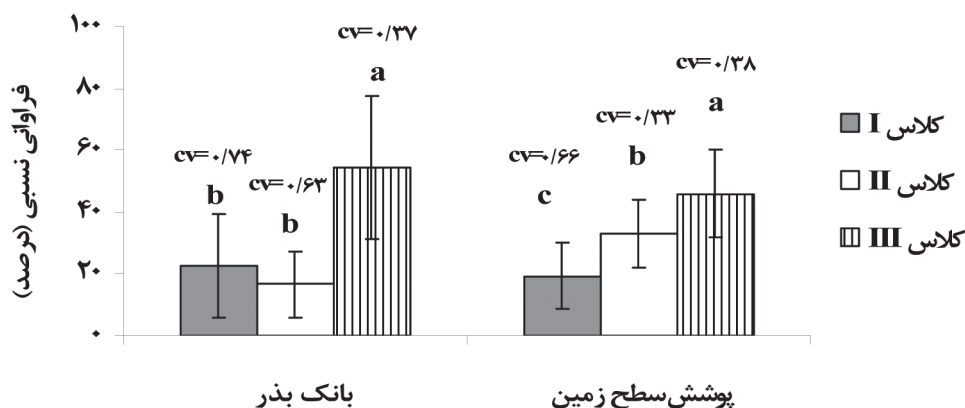 فراوانی نسبی (درصد)
۱۰۰
۸۰
۶۰
۴۰
۲۰
۰
cv=۰/۷۴
b
cv=۰/۶۳
b
cv=۰/۳۷
a
cv=۰/۶۶
c
cv=۰/۳۳
b
cv=۰/۳۸
a
بانک بذر
پوشش سطح زمین
کلاس I
کلاس II
کلاس III